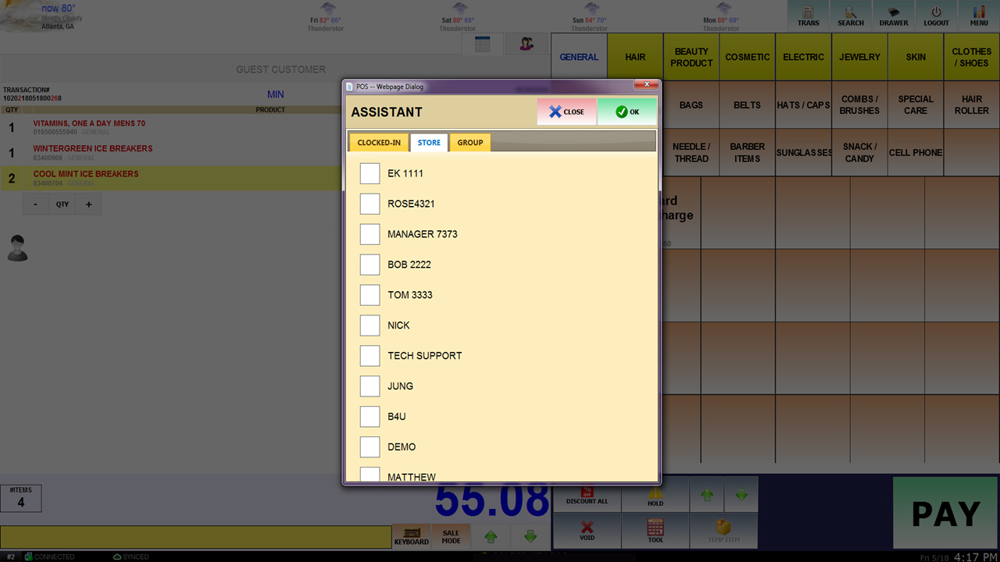 now 80°
Mostly Cloudy
Atlanta, GA
Fri 82° 66°
Thunderstor
Sat 80° 68°
Thunderstor
Sun 84° 70°
Thunderstor
Mon 80° 69°
Thunderstor
TRANS
SEARCH
DRAWER
LOGOUT
MENU
GUEST CUSTOMER
TRANSACTION#
1020218051800268
MIN
QTY
PRODUCT
1
VITAMINS, ONE A DAY MENS 70
016500555940 - GENERAL
1
WINTERGREEN ICE BREAKERS
03400908 - GENERAL
2
COOL MINT ICE BREAKERS
03400704 - GENERAL
-
QTY
+
POS -- Webpage Dialog
ASSISTANT
CLOSE
OK
CLOCKED-IN
STORE
GROUP
EK 1111
ROSE4321
MANAGER 7373
BOB 2222
TOM 3333
NICK
TECH SUPPORT
JUNG
B4U
DEMO
MATTHEW
GENERAL
HAIR
BEAUTY
PRODUCT
COSMETIC
ELECTRIC
JEWELRY
SKIN
CLOTHES
/ SHOES
BAGS
BELTS
HATS / CAPS
COMBS /
BRUSHES
SPECIAL
CARE
HAIR
ROLLER
NEEDLE /
THREAD
BARBER
ITEMS
SUNGLASSES
SNACK /
CANDY
CELL PHONE
#ITEMS
4
55.08
KEYBOARD
SALE
MODE
DISCOUNT ALL
HOLD
VOID
TOOL
TEMP ITEM
PAY
#2
CONNECTED
SYNCED
Fri 5/18
4:17 PM